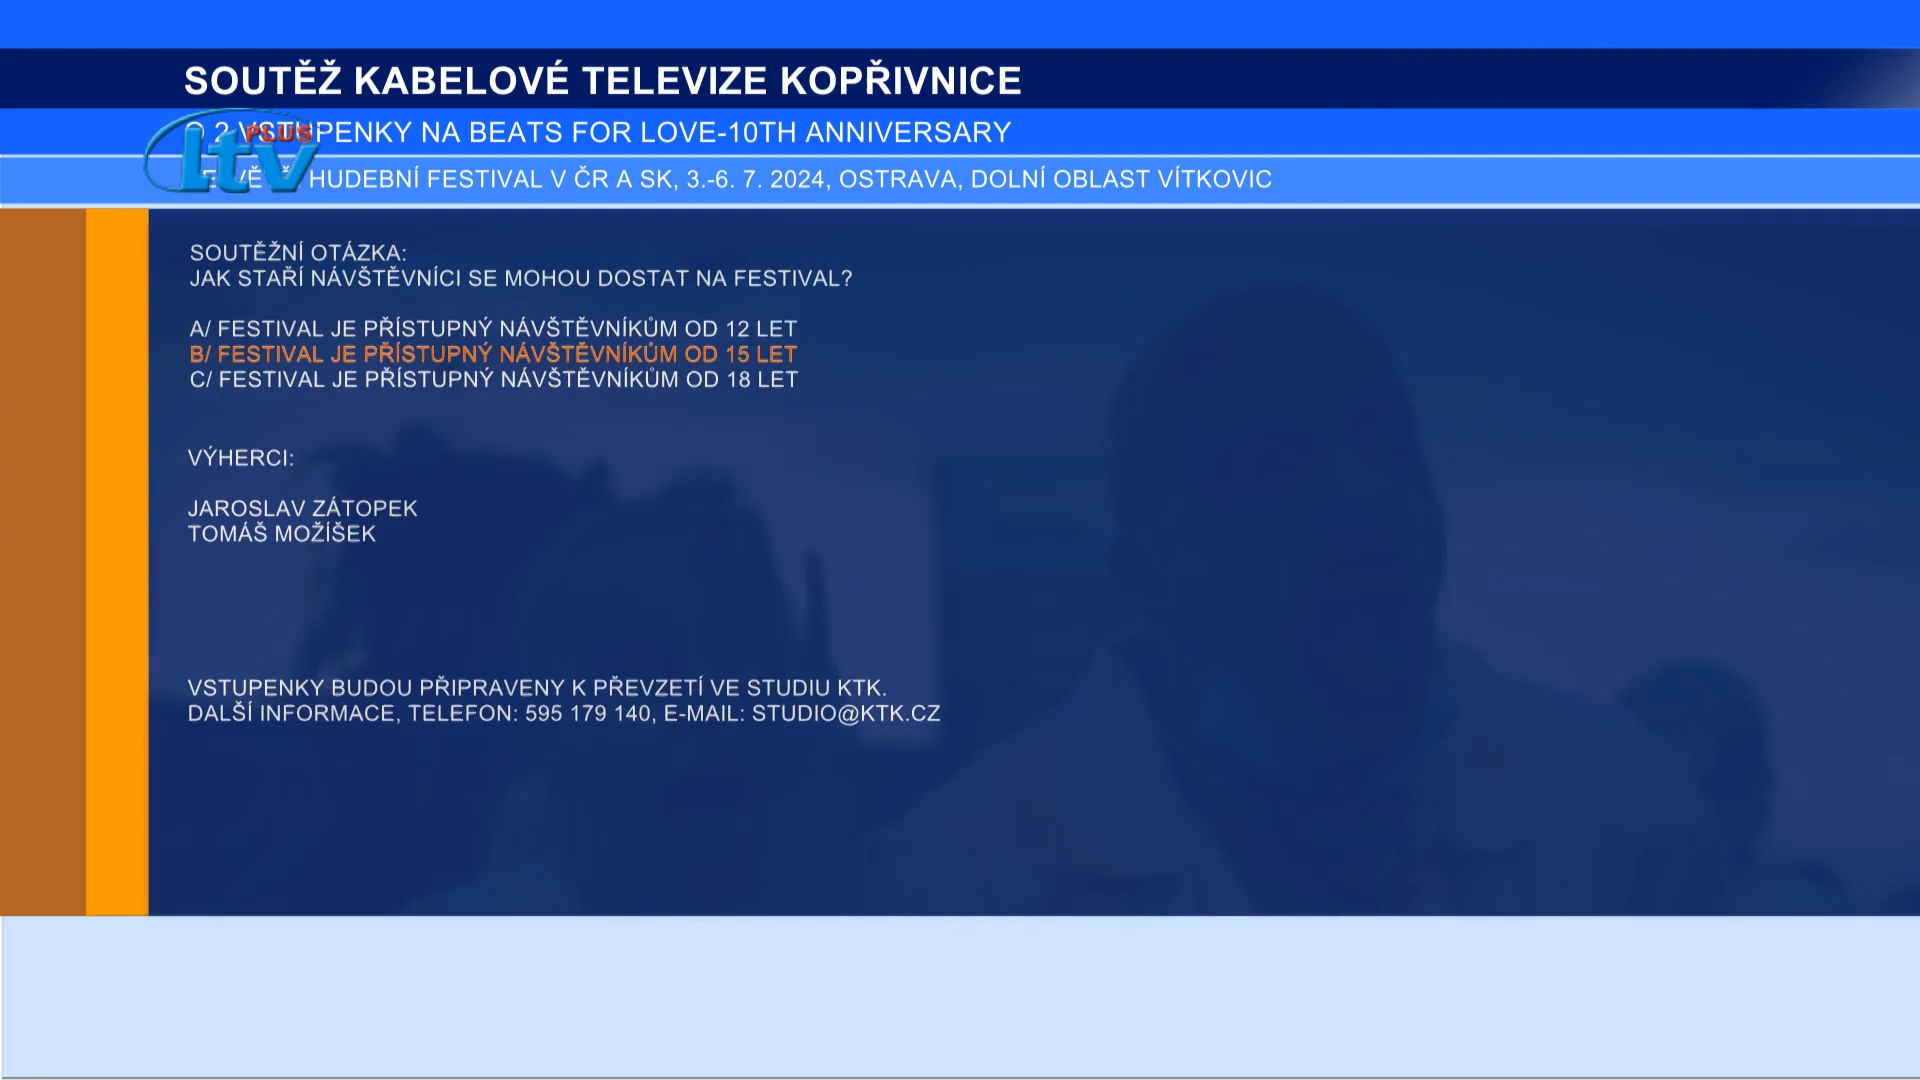 SOUTĚŽ KABELOVÉ TELEVIZE KOPŘIVNICE
O 2 VSTUPENKY NA BEATS FOR LOVE-10TH ANNIVERSARY
PLUS
LTV
HUDEBNÍ FESTIVAL V ČR A SK, 3.-6. 7. 2024, OSTRAVA, DOLNÍ OBLAST VÍTKOVIC
SOUTĚŽNÍ OTÁZKA:
JAK STAŘÍ NÁVŠTĚVNÍCI SE MOHOU DOSTAT NA FESTIVAL?
A/ FESTIVAL JE PŘÍSTUPNÝ NÁVŠTĚVNÍKŮM OD 12 LET
B/ FESTIVAL JE PŘÍSTUPNÝ NÁVŠTĚVNÍKŮM OD 15 LET
C/ FESTIVAL JE PŘÍSTUPNÝ NÁVŠTĚVNÍKŮM OD 18 LET
VÝHERCI:
JAROSLAV ZÁTOPEK
TOMÁŠ MOŽÍŠEK
VSTUPENKY BUDOU PŘIPRAVENY K PŘEVZETÍ VE STUDIU KTK.
DALŠÍ INFORMACE, TELEFON: 595 179 140, E-MAIL: STUDIO@KTK.CZ